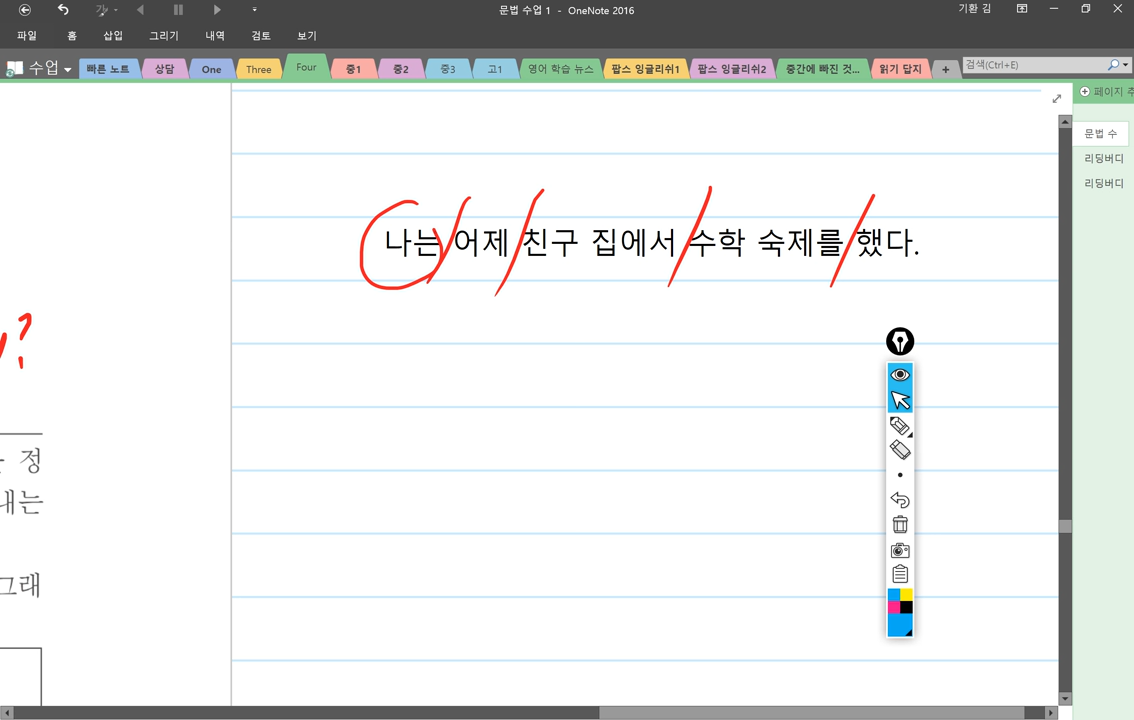 문법 수업 1 - OneNote 2016
기환 김
파일 홈 삽입 그리기 내역 검토 보기
수업 빠른 노트 상담 One Three Four 중1 중2 중3 고1 영어 학습 뉴스 팝스 잉글리쉬1 팝스 잉글리쉬2 중간에 빠진 것... 읽기 답지 + 검색(Ctrl+E)
페이지 추
문법 수
리딩버디
리딩버디
나는 어제 친구 집에서 수학 숙제를 했다.
?
정
내는
그래